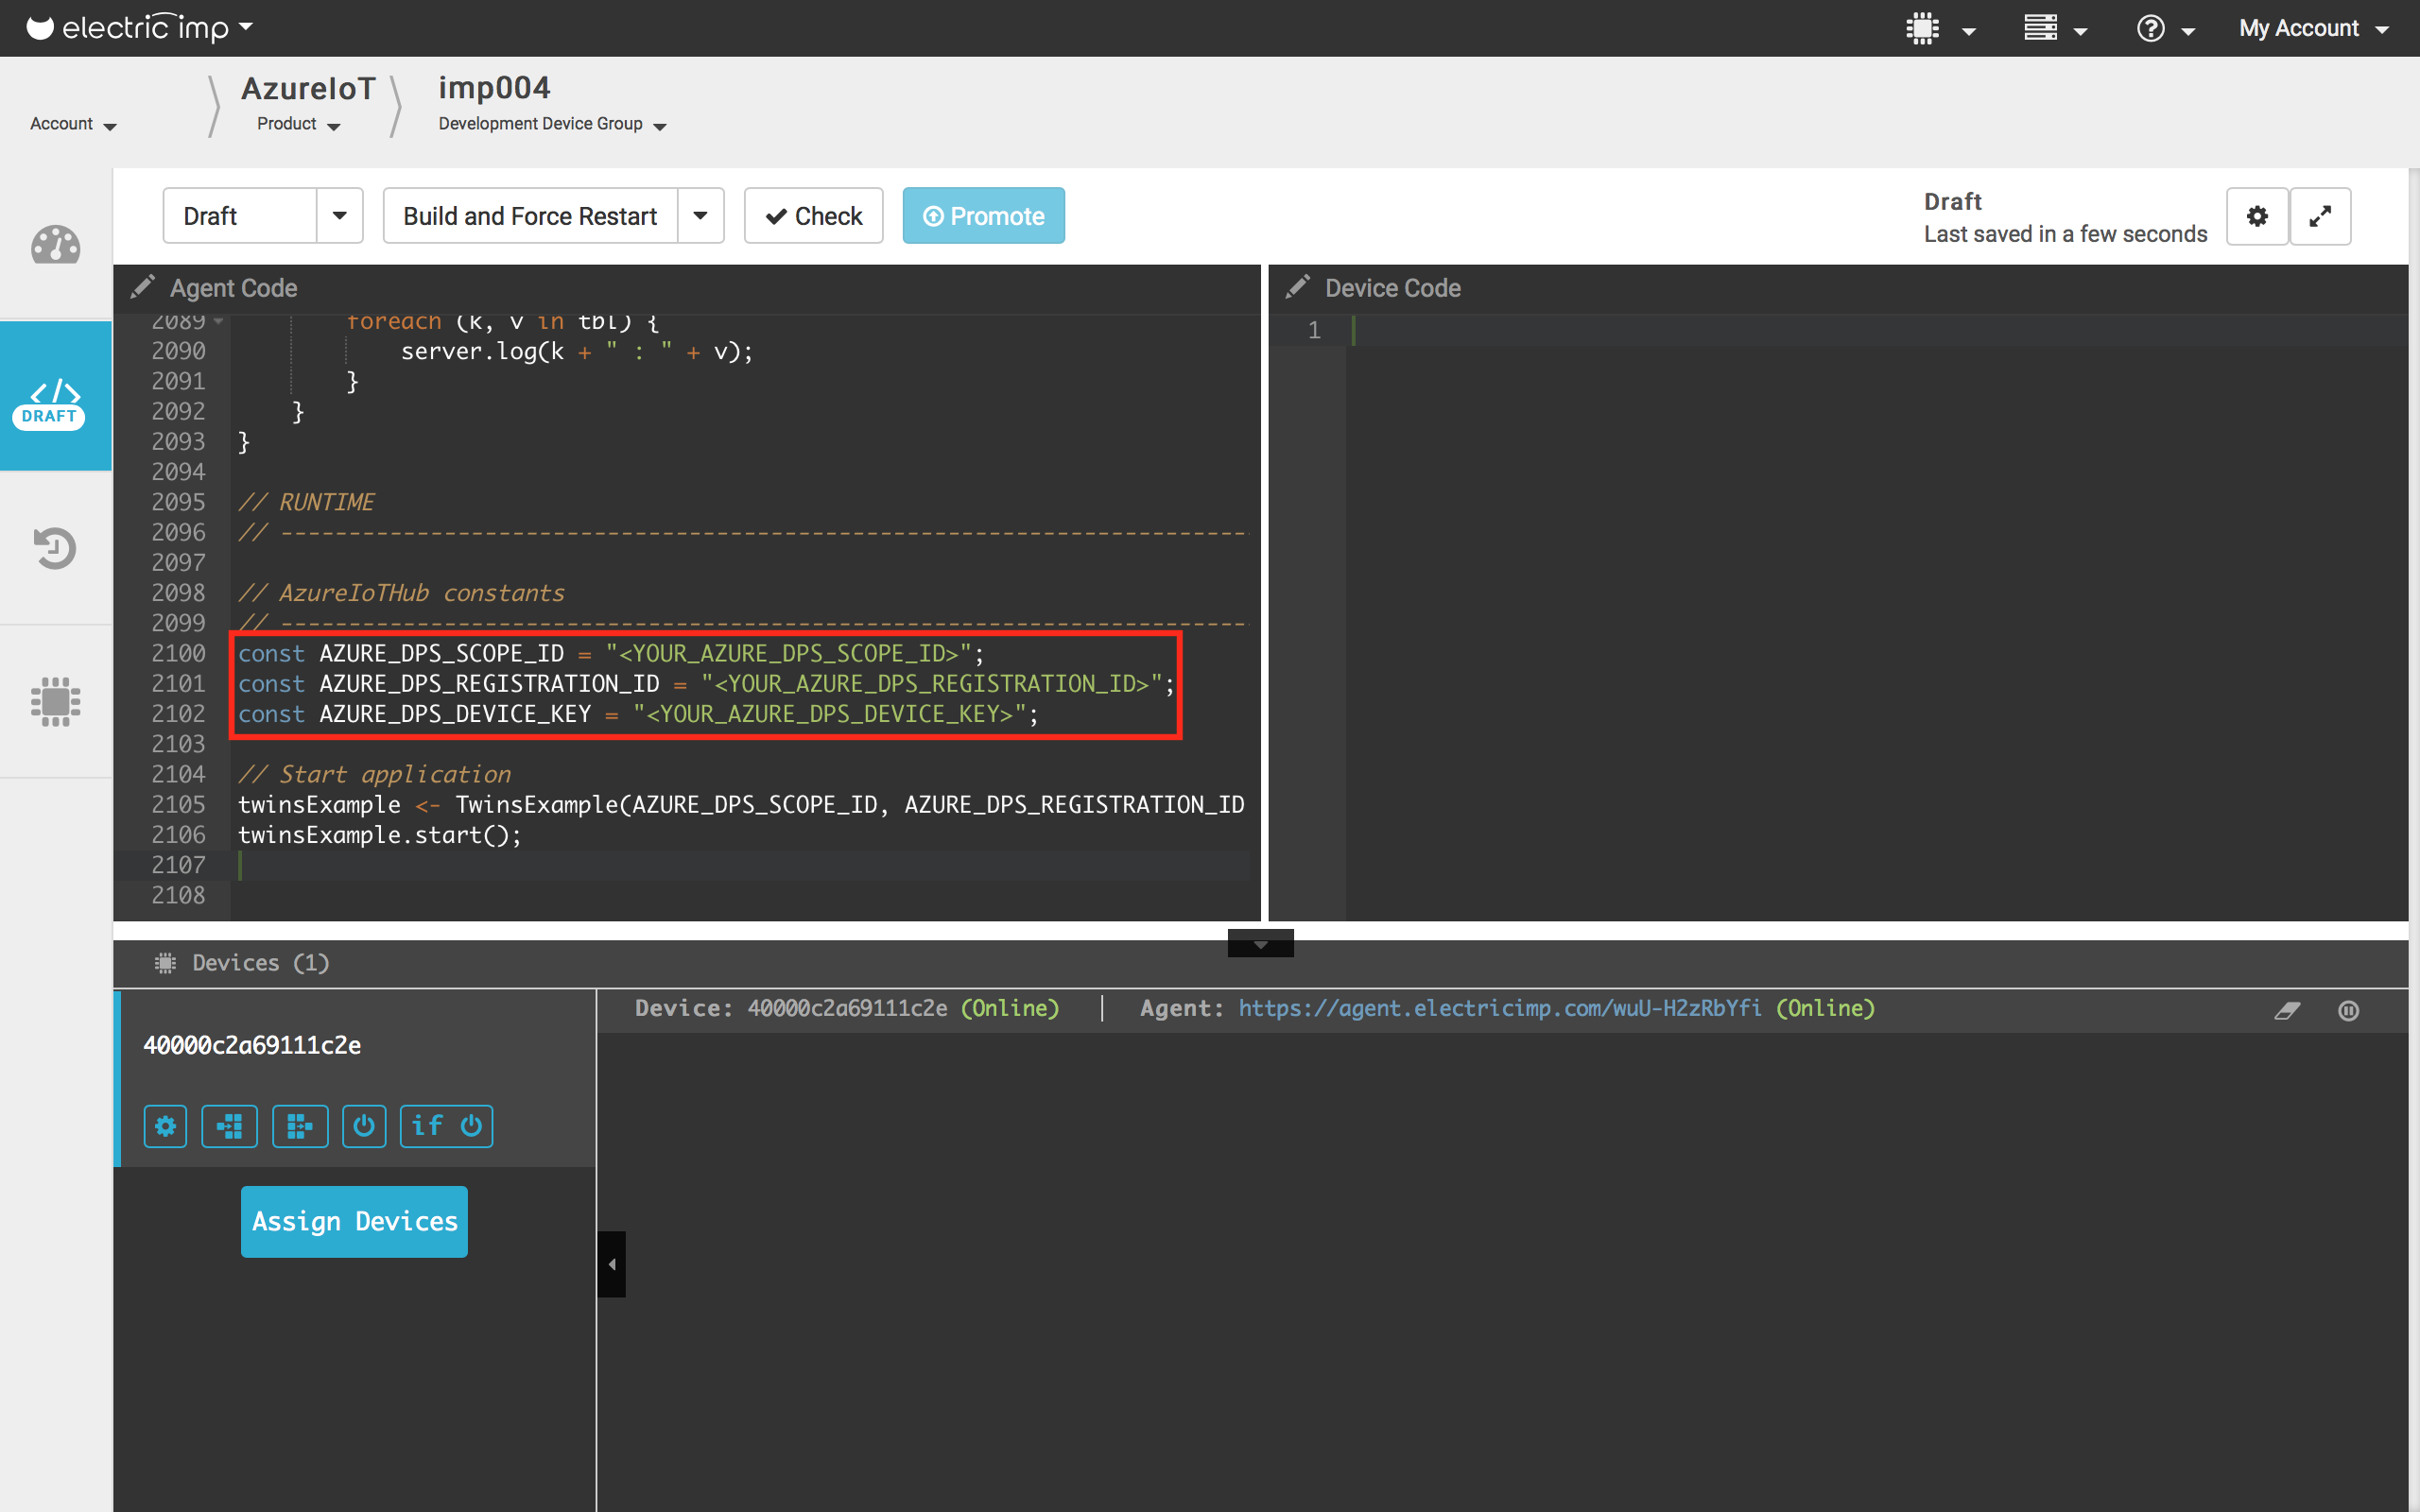 electric imp
My Account
AzureIoT
imp004
Account
Product
Development Device Group
Draft
Build and Force Restart
Check
Promote
Draft
Last saved in a few seconds
DRAFT
Agent Code
2089 foreach (k, v in tbl) {
2090 server.log(k + " : " + v);
2091 }
2092 }
2093 }
2094
2095 // RUNTIME
2096 // -----------------------------------------------------------------------
2097
2098 // AzureIoTHub constants
2099 // -----------------------------------------------------------------------
2100 const AZURE_DPS_SCOPE_ID = "<YOUR_AZURE_DPS_SCOPE_ID>";
2101 const AZURE_DPS_REGISTRATION_ID = "<YOUR_AZURE_DPS_REGISTRATION_ID>";
2102 const AZURE_DPS_DEVICE_KEY = "<YOUR_AZURE_DPS_DEVICE_KEY>";
2103
2104 // Start application
2105 twinsExample <- TwinsExample(AZURE_DPS_SCOPE_ID, AZURE_DPS_REGISTRATION_ID
2106 twinsExample.start();
2107
2108
Device Code
1
Devices (1)
40000c2a69111c2e
if
Assign Devices
Device: 40000c2a69111c2e (Online) | Agent: https://agent.electricimp.com/wuU-H2zRbYfi (Online)